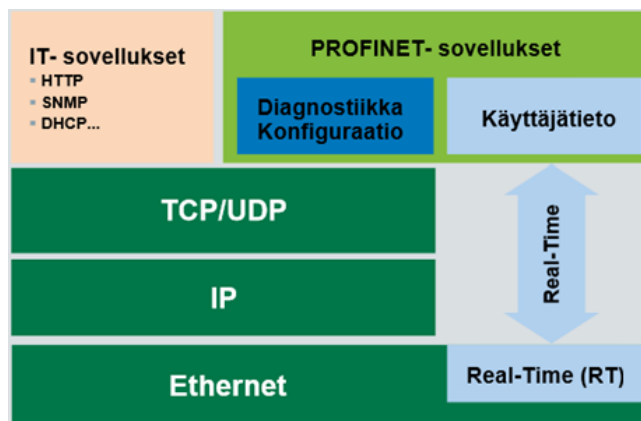 IT- sovellukset
▪ HTTP
▪ SNMP
▪ DHCP...
PROFINET- sovellukset
Diagnostiikka
Konfiguraatio
Käyttäjätieto
TCP/UDP
IP
Real-Time
Ethernet
Real-Time (RT)